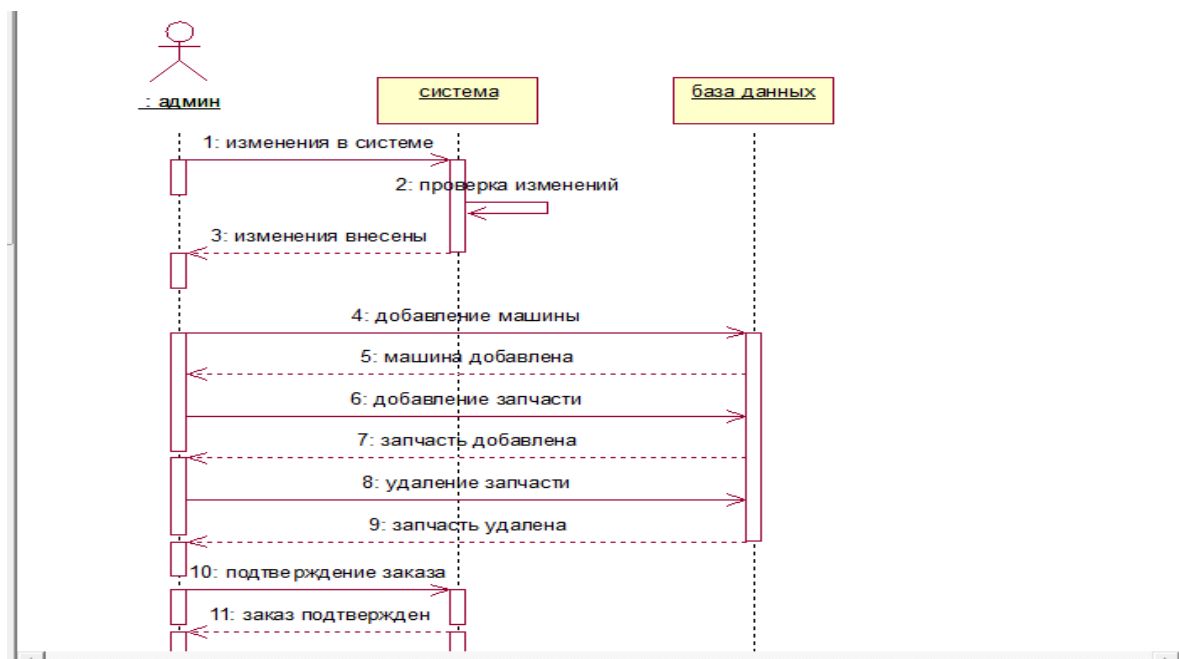 : админ
система
база данных
1: изменения в системе
2: проверка изменений
3: изменения внесены
4: добавление машины
5: машина добавлена
6: добавление запчасти
7: запчасть добавлена
8: удаление запчасти
9: запчасть удалена
10: подтверждение заказа
11: заказ подтвержден